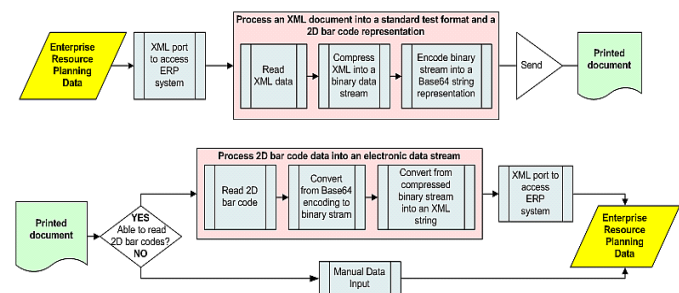 Process an XML document into a standard test format and a
2D bar code representation
Enterprise
Resource
Planning
Data
XML port
to access
ERP
system
Read
XML data
Compress
XML into a
binary data
stream
Encode binary
stream into a
Base64 string
representation
Send
Printed
document
Process 2D bar code data into an electronic data stream
Printed
document
YES
Able to read
2D bar codes?
NO
Read 2D
bar code
Convert
from Base64
encoding to
binary stram
Convert from
compressed
binary stream
into an XML
string
XML port to
access
ERP
system
Enterprise
Resource
Planning
Data
Manual Data
Input